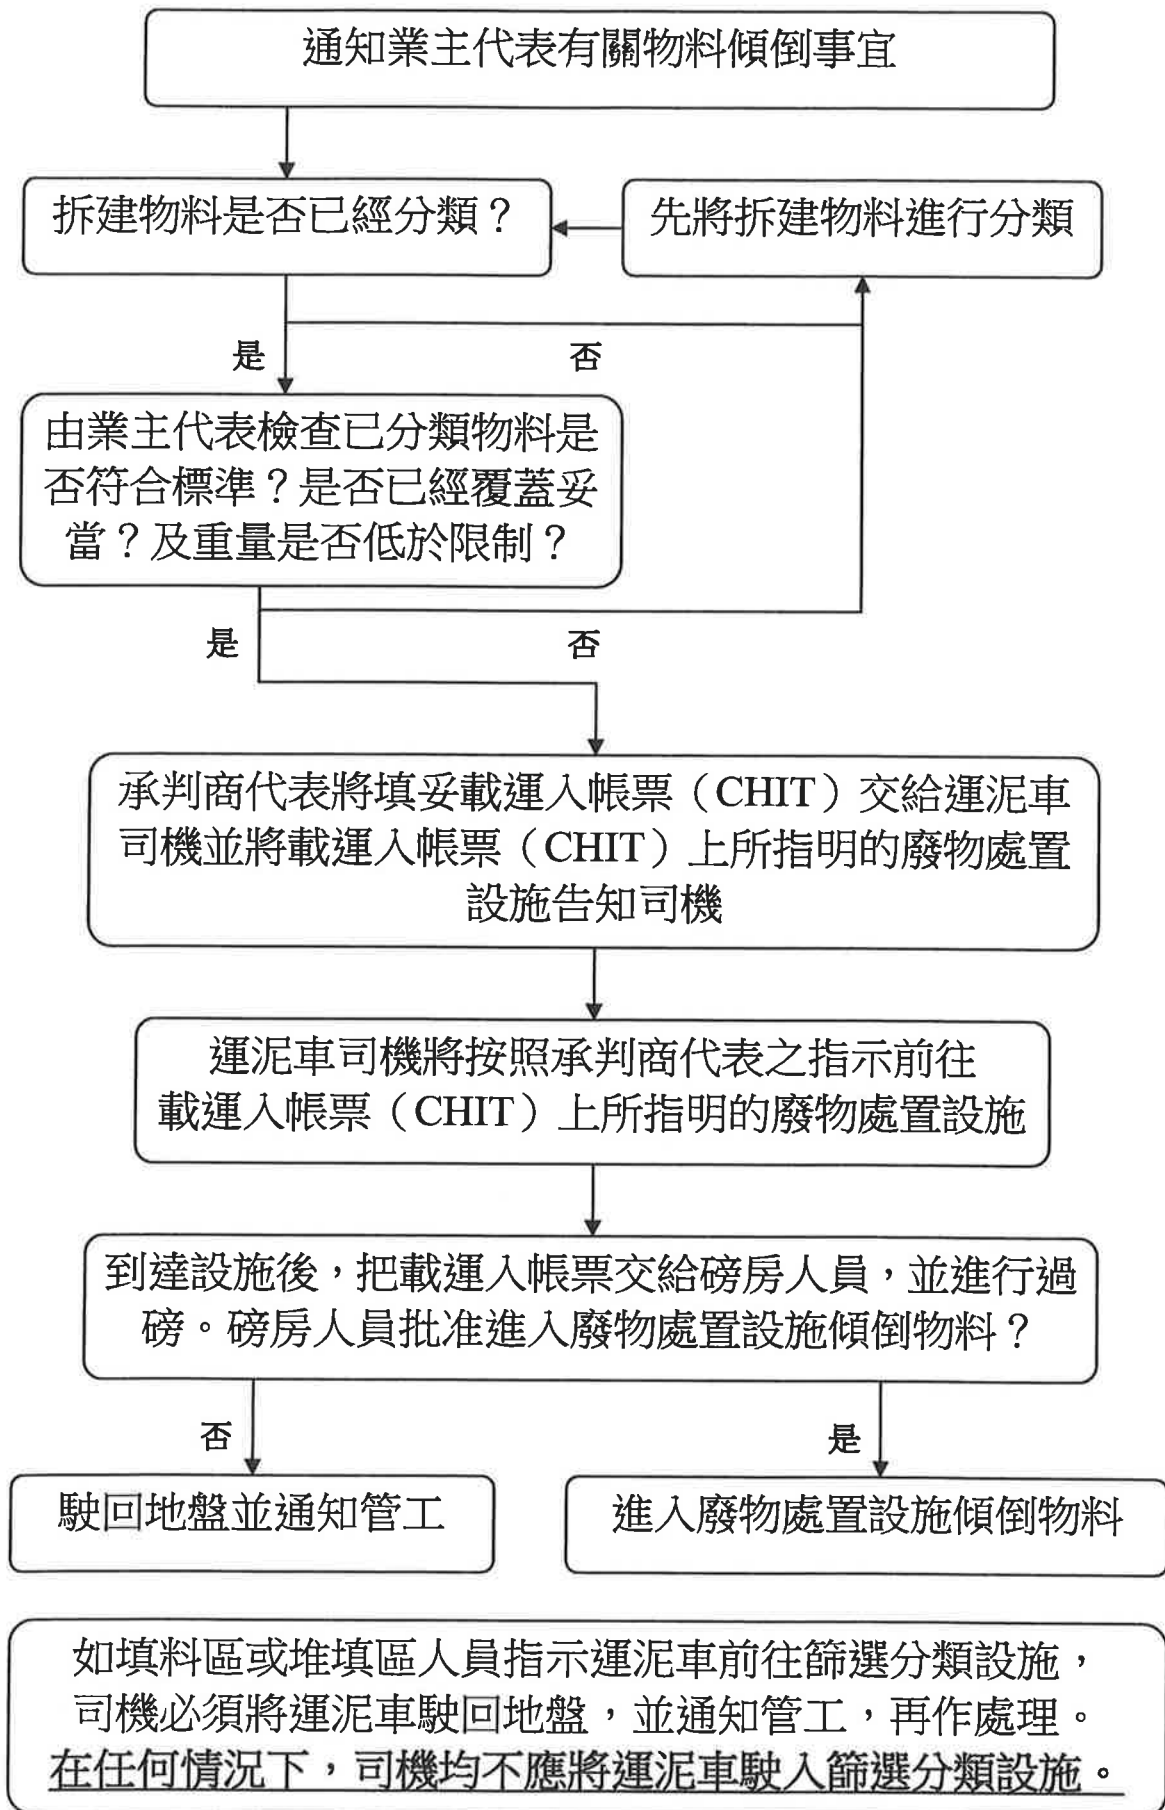 通知業主代表有關物料傾倒事宜
拆建物料是否已經分類？
先將拆建物料進行分類
是
否
由業主代表檢查已分類物料是
否符合標準？是否已經覆蓋妥
當？及重量是否低於限制？
是
否
承判商代表將填妥載運入帳票（CHIT）交給運泥車
司機並將載運入帳票（CHIT）上所指明的廢物處置
設施告知司機
運泥車司機將按照承判商代表之指示前往
載運入帳票（CHIT）上所指明的廢物處置設施
到達設施後，把載運入帳票交給磅房人員，並進行過
磅。磅房人員批准進入廢物處置設施傾倒物料？
否
是
駛回地盤並通知管工
進入廢物處置設施傾倒物料
如填料區或堆填區人員指示運泥車前往篩選分類設施，
司機必須將運泥車駛回地盤，並通知管工，再作處理。
在任何情況下，司機均不應將運泥車駛入篩選分類設施。